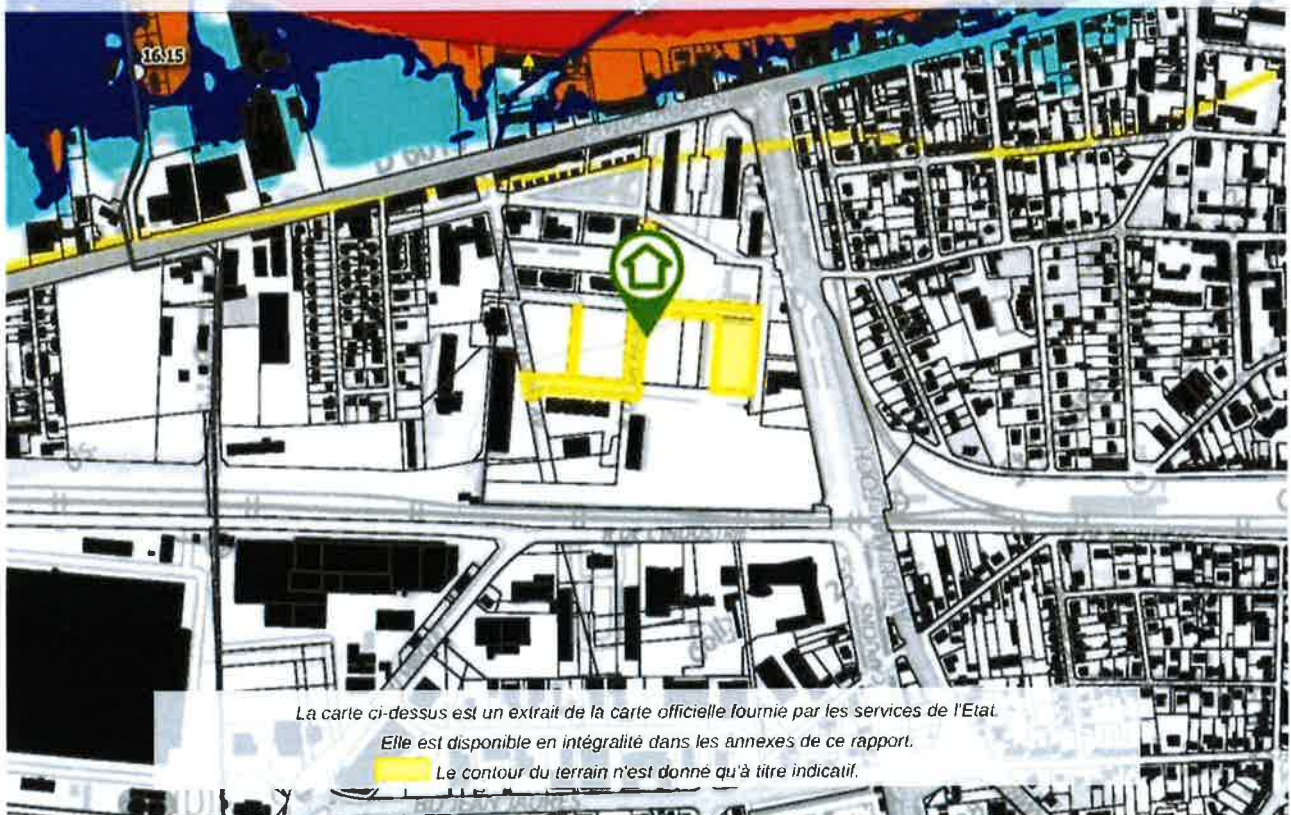 16.15
R DE L'INDUSTRIE
La carte ci-dessus est un extrait de la carte officielle fournie par les services de l'Etat.
Elle est disponible en intégralité dans les annexes de ce rapport.
Le contour du terrain n'est donné qu'à titre indicatif.
BD JEAN JAURES